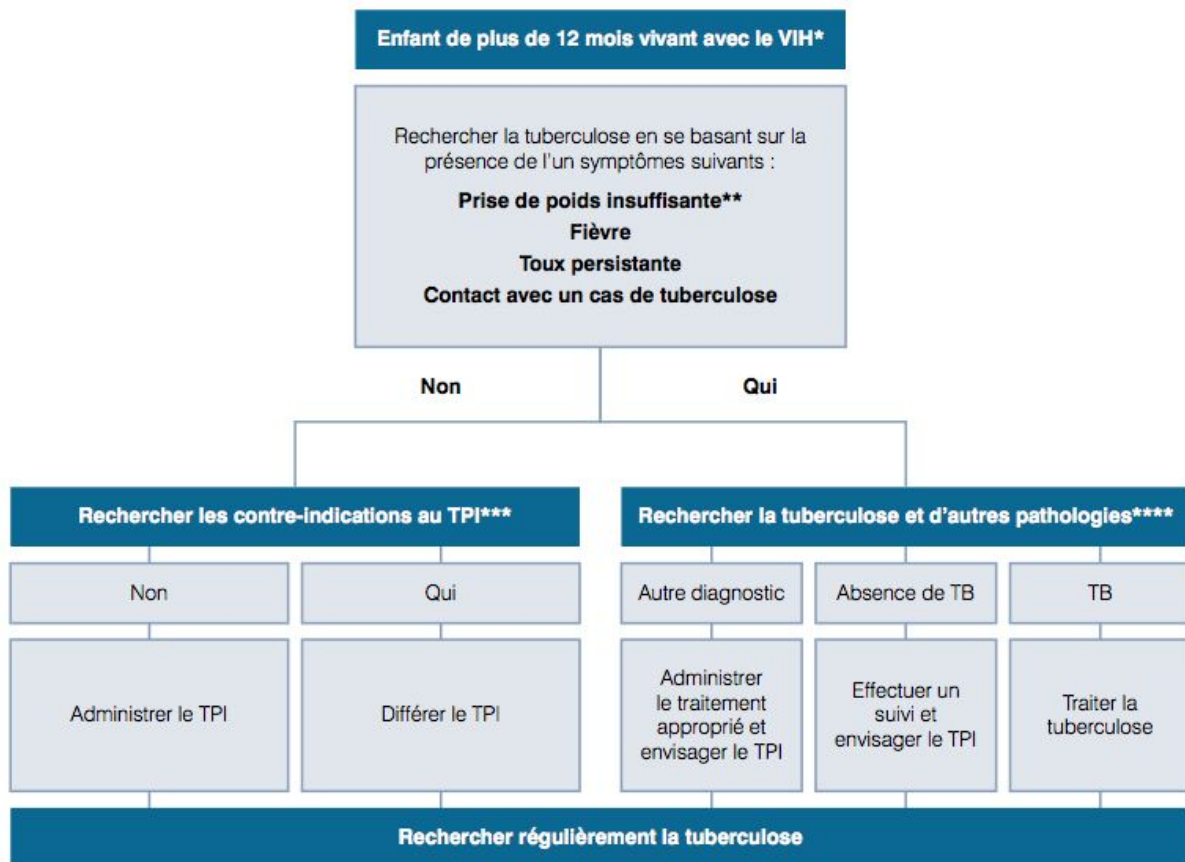 Enfant de plus de 12 mois vivant avec le VIH*
Rechercher la tuberculose en se basant sur la
présence de l'un symptômes suivants :
Prise de poids insuffisante**
Fièvre
Toux persistante
Contact avec un cas de tuberculose
Non
Qui
Rechercher les contre-indications au TPI***
Rechercher la tuberculose et d'autres pathologies****
Non
Qui
Autre diagnostic
Absence de TB
TB
Administrer le TPI
Différer le TPI
Administrer
le traitement
approprié et
envisager le TPI
Effectuer un
suivi et
envisager le TPI
Traiter la
tuberculose
Rechercher régulièrement la tuberculose